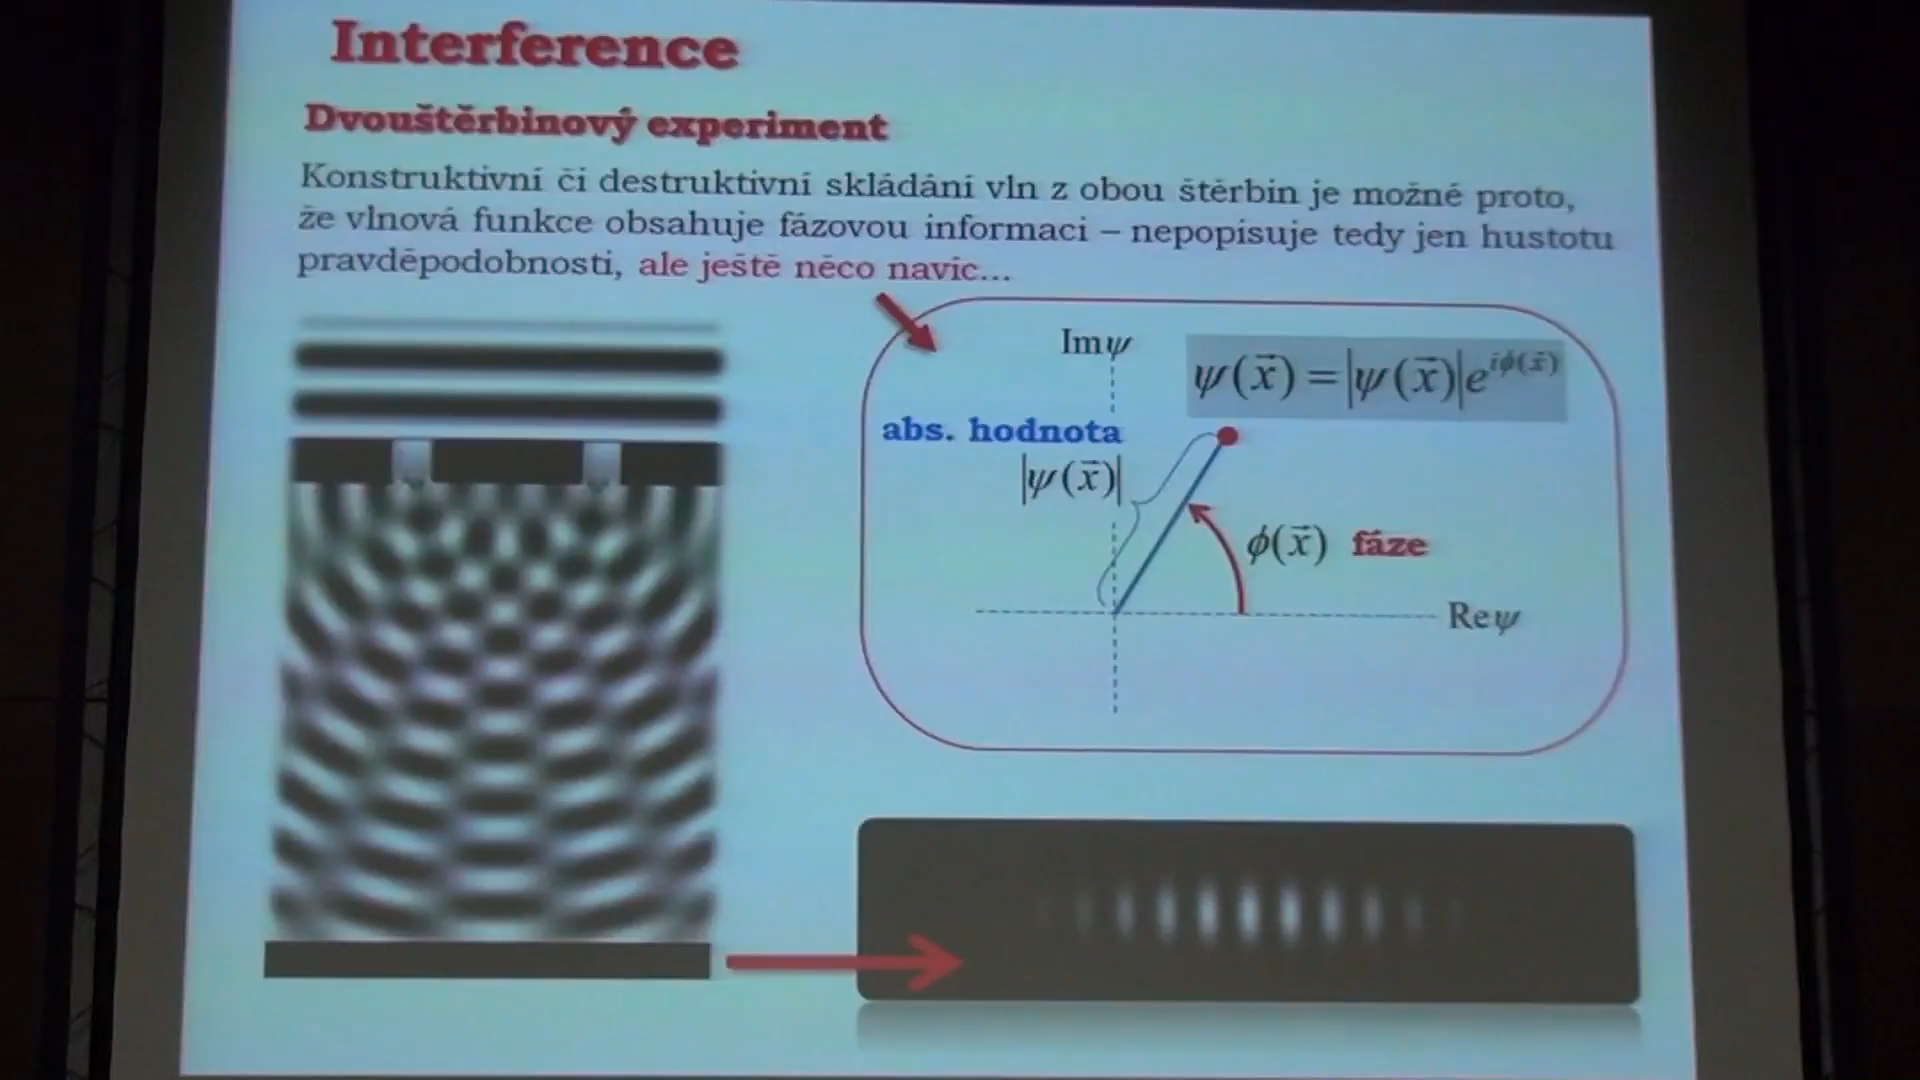 Interference
Dvouštěrbinový experiment
Konstruktivní či destruktivní skládání vln z obou štěrbin je možné proto,
že vlnová funkce obsahuje fázovou informaci – nepopisuje tedy jen hustotu
pravděpodobnosti, ale ještě něco navíc...
Imψ
ψ(x⃗) = |ψ(x⃗)|e^{iϕ(x⃗)}
abs. hodnota
|ψ(x⃗)|
ϕ(x⃗) fáze
Reψ